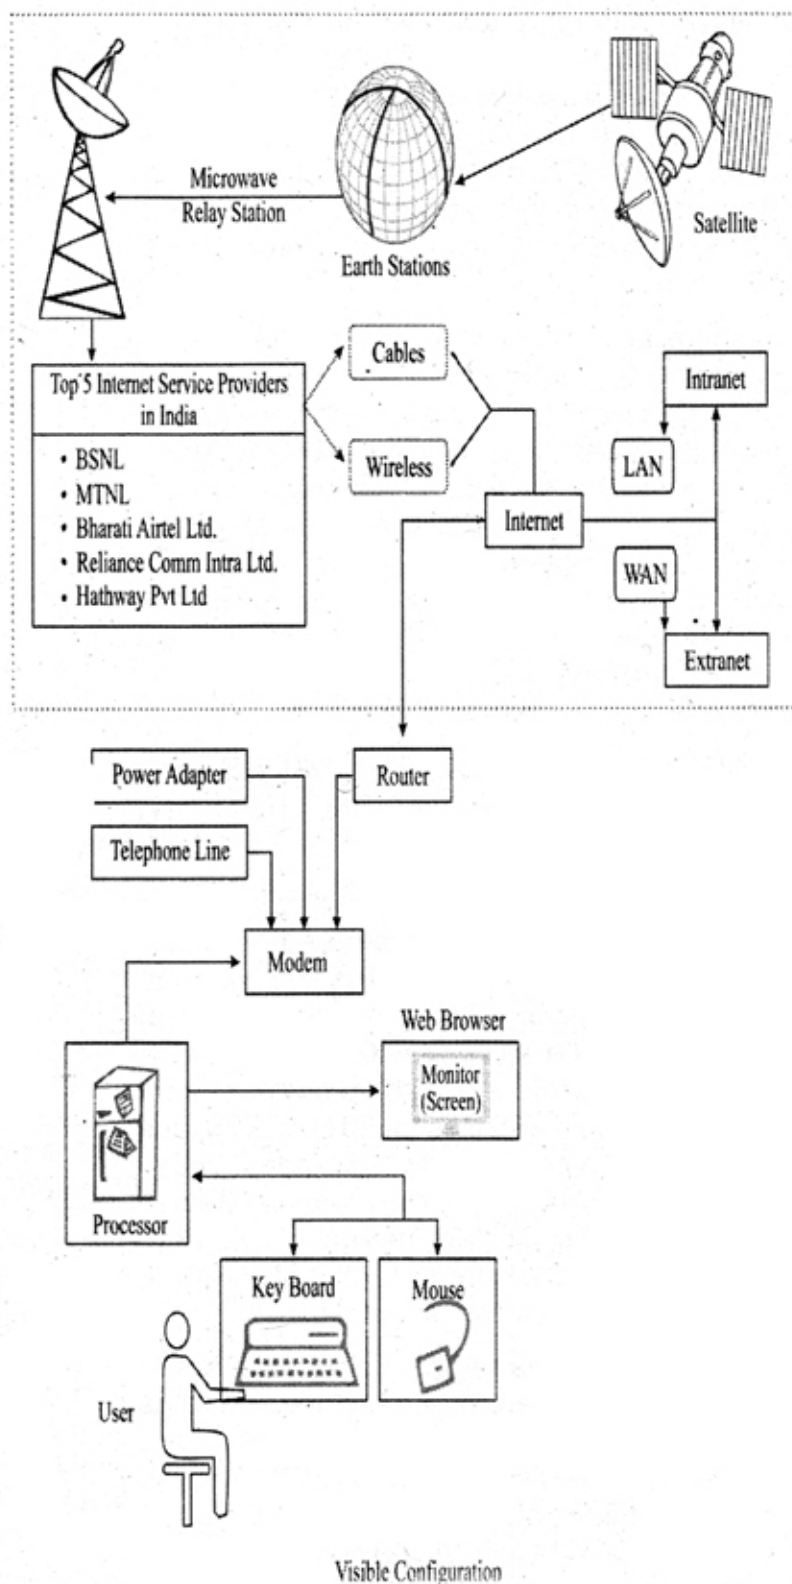 Microwave
Relay Station
Earth Stations
Satellite
Top 5 Internet Service Providers
in India
• BSNL
• MTNL
• Bharati Airtel Ltd.
• Reliance Comm Intra Ltd.
• Hathway Pvt Ltd
Cables
Wireless
Internet
Intranet
LAN
WAN
Extranet
Power Adapter
Router
Telephone Line
Modem
Web Browser
Monitor
(Screen)
Processor
Key Board
Mouse
User
Visible Configuration